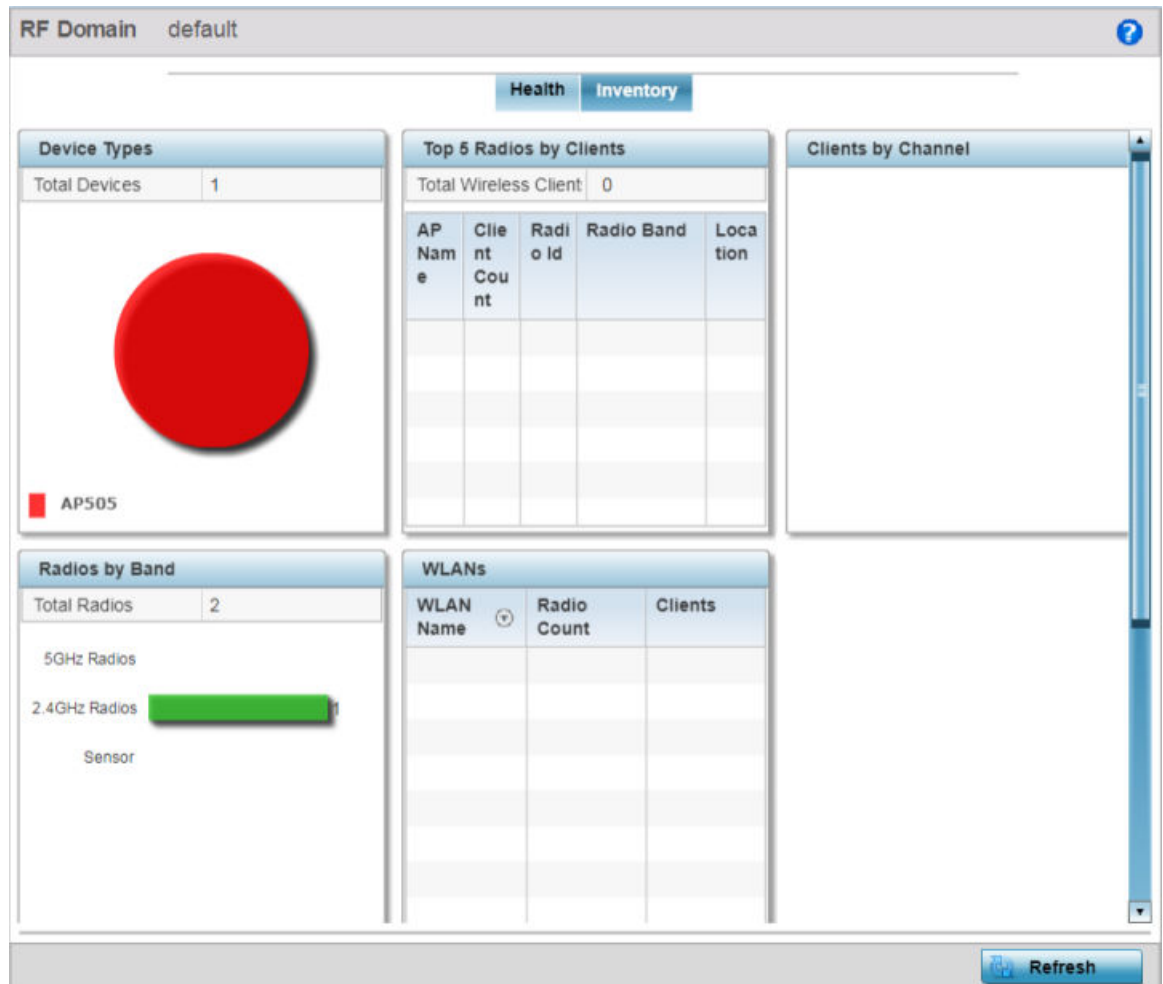 RF Domain default
?
Health Inventory
Device Types
Total Devices 1
AP505
Top 5 Radios by Clients
Total Wireless Client 0
AP Nam e
Clie nt Cou nt
Radi o Id
Radio Band
Loca tion
Clients by Channel
Radios by Band
Total Radios 2
5GHz Radios
2.4GHz Radios 1
Sensor
WLANs
WLAN Name
Radio Count
Clients
Refresh